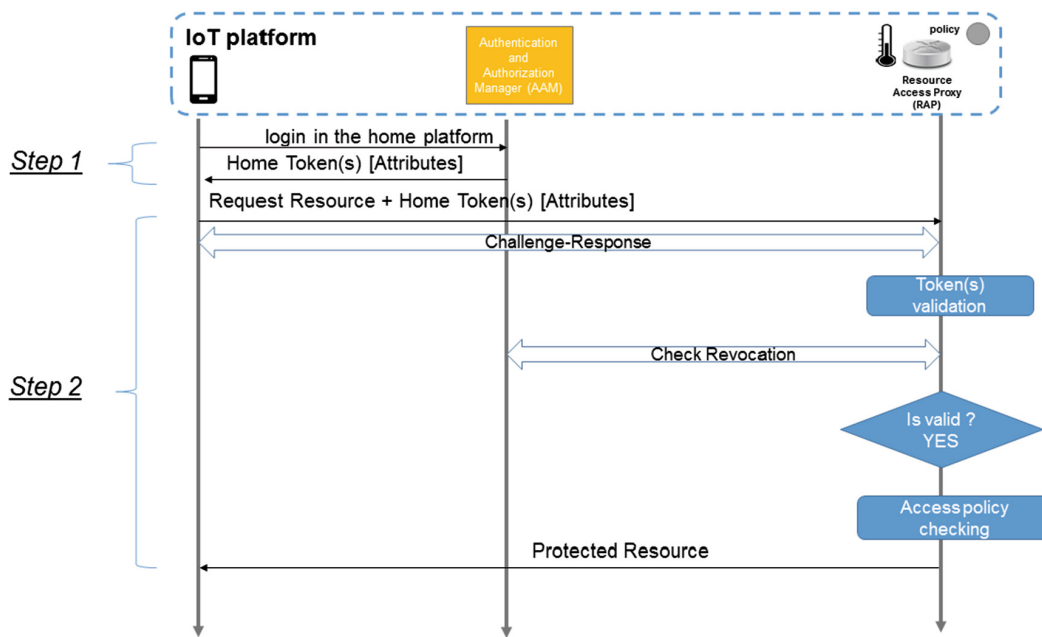 IoT platform
Authentication
and
Authorization
Manager (AAM)
policy
Resource
Access Proxy
(RAP)
login in the home platform
Step 1
Home Token(s) [Attributes]
Request Resource + Home Token(s) [Attributes]
Challenge-Response
Token(s)
validation
Check Revocation
Step 2
Is valid ?
YES
Access policy
checking
Protected Resource